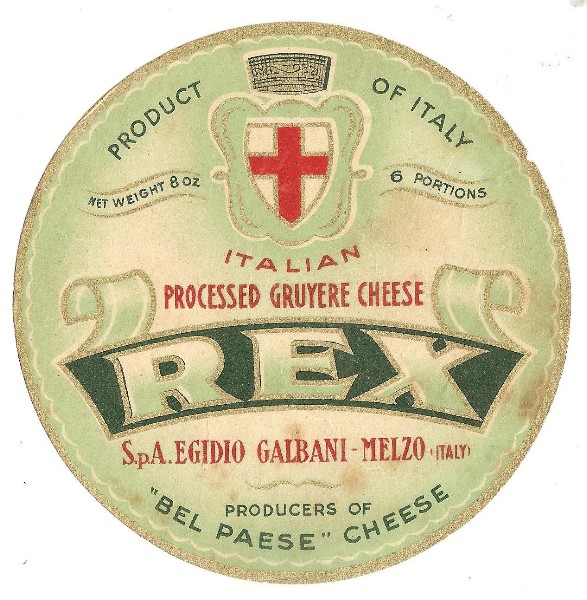 PRODUCT OF ITALY
NET WEIGHT 8 OZ
6 PORTIONS
ITALIAN
PROCESSED GRUYERE CHEESE
REX
S.p.A. EGIDIO GALBANI - MELZO (ITALY)
PRODUCERS OF
"BEL PAESE" CHEESE